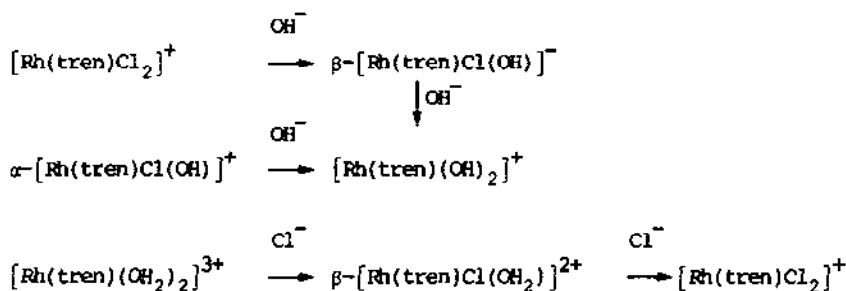 OH⁻
[Rh(tren)Cl₂]⁺ ⟶ β-[Rh(tren)Cl(OH)]⁻
↓OH⁻
OH⁻
α-[Rh(tren)Cl(OH)]⁺ ⟶ [Rh(tren)(OH)₂]⁺
Cl⁻ Cl⁻
[Rh(tren)(OH₂)₂]³⁺ ⟶ β-[Rh(tren)Cl(OH₂)]²⁺ ⟶ [Rh(tren)Cl₂]⁺